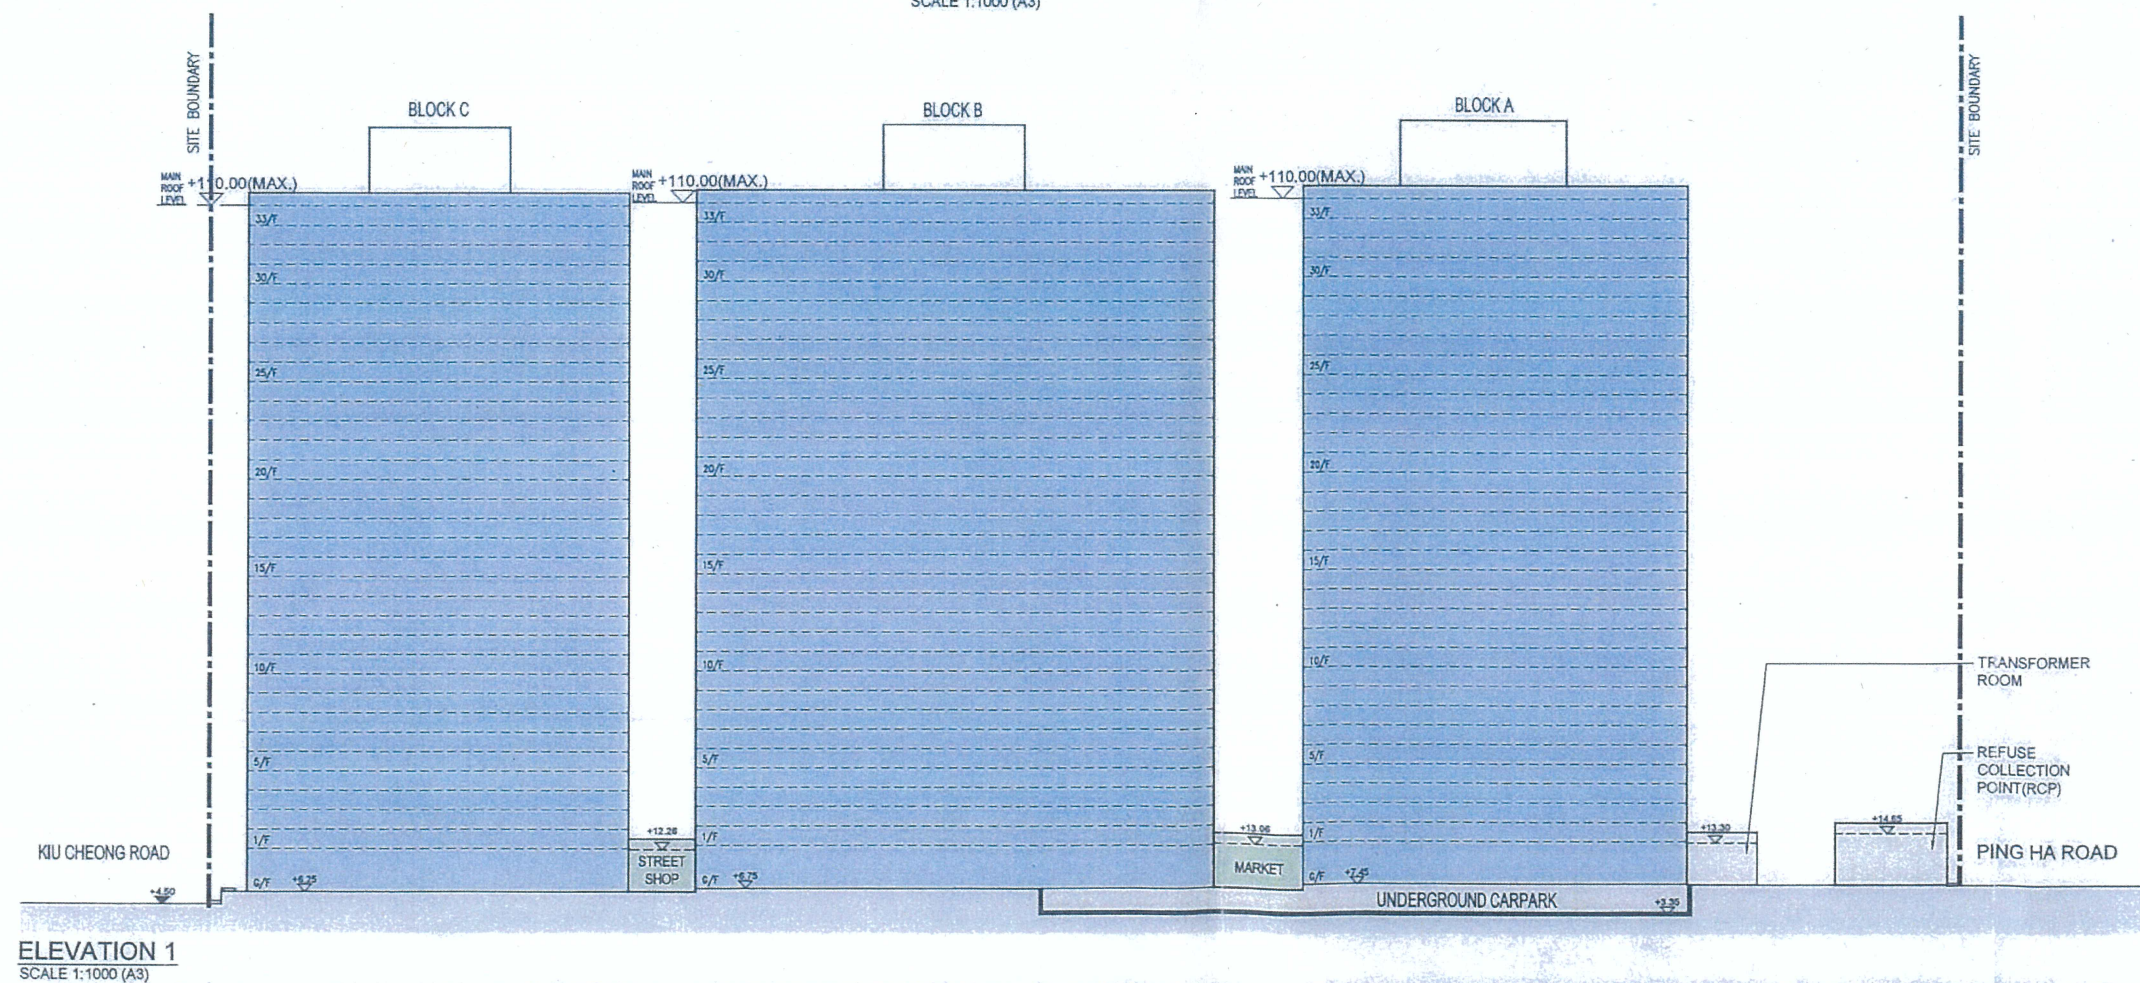 SCALE 1:1000 (A3)
SITE BOUNDARY
SITE BOUNDARY
BLOCK C
BLOCK B
BLOCK A
MAIN
ROOF
LEVEL
+110.00(MAX.)
MAIN
ROOF
LEVEL
+110.00(MAX.)
MAIN
ROOF
LEVEL
+110.00(MAX.)
33/F
30/F
25/F
20/F
15/F
10/F
5/F
1/F
G/F
+6.25
33/F
30/F
25/F
20/F
15/F
10/F
5/F
1/F
G/F
+6.75
33/F
30/F
25/F
20/F
15/F
10/F
5/F
1/F
G/F
+7.45
+12.26
STREET
SHOP
+13.06
MARKET
+13.30
+14.65
TRANSFORMER
ROOM
REFUSE
COLLECTION
POINT(RCP)
KIU CHEONG ROAD
PING HA ROAD
+4.50
UNDERGROUND CARPARK
+3.35
ELEVATION 1
SCALE 1:1000 (A3)